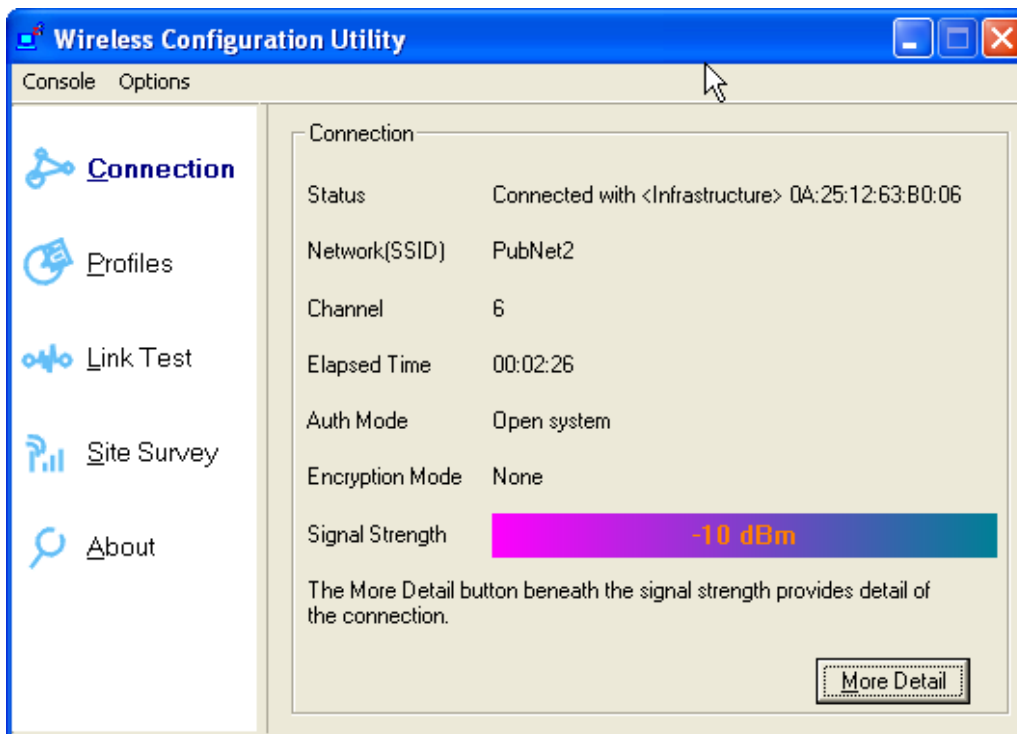 Wireless Configuration Utility
Console Options
Connection
Profiles
Link Test
Site Survey
About
Connection
Status Connected with <Infrastructure> 0A:25:12:63:B0:06
Network(SSID) PubNet2
Channel 6
Elapsed Time 00:02:26
Auth Mode Open system
Encryption Mode None
Signal Strength -10 dBm
The More Detail button beneath the signal strength provides detail of
the connection.
More Detail